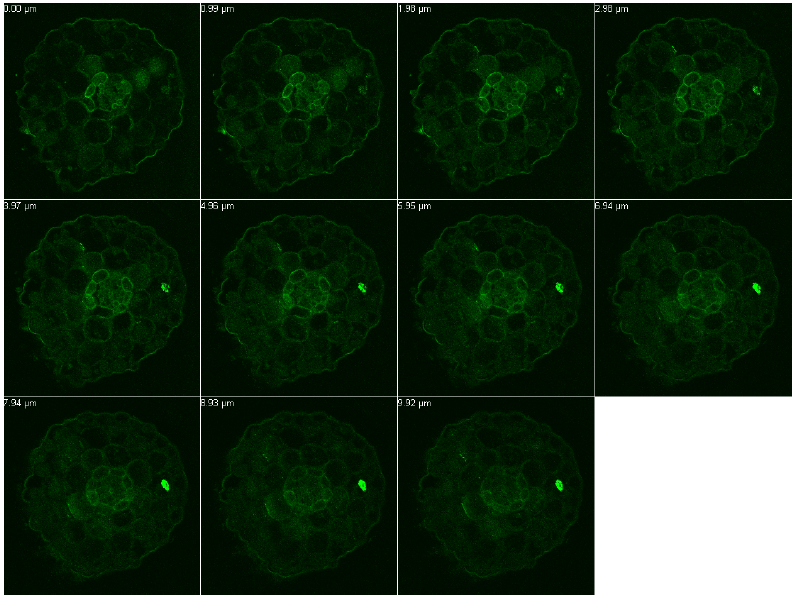 0.00 µm
0.99 µm
1.98 µm
2.98 µm
3.97 µm
4.96 µm
5.95 µm
6.94 µm
7.94 µm
8.93 µm
9.92 µm